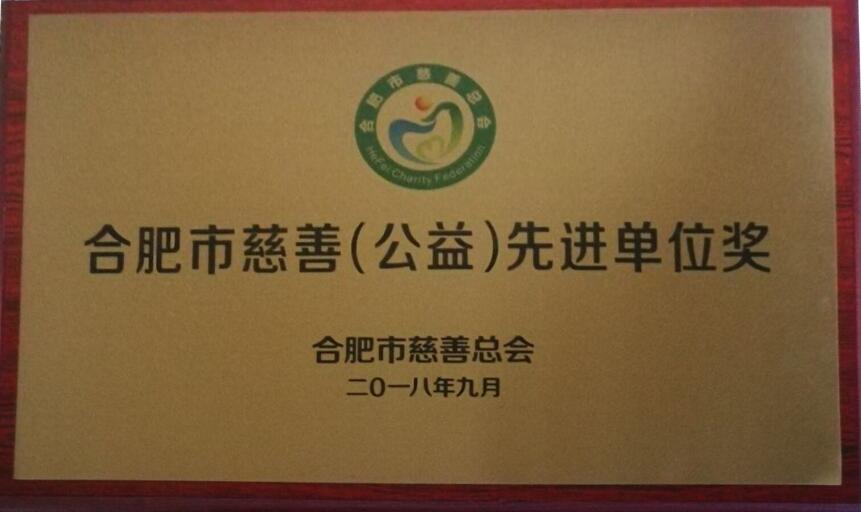 合肥市慈善总会
HeFei Charity Federation
合肥市慈善(公益)先进单位奖
合肥市慈善总会
二0一八年九月